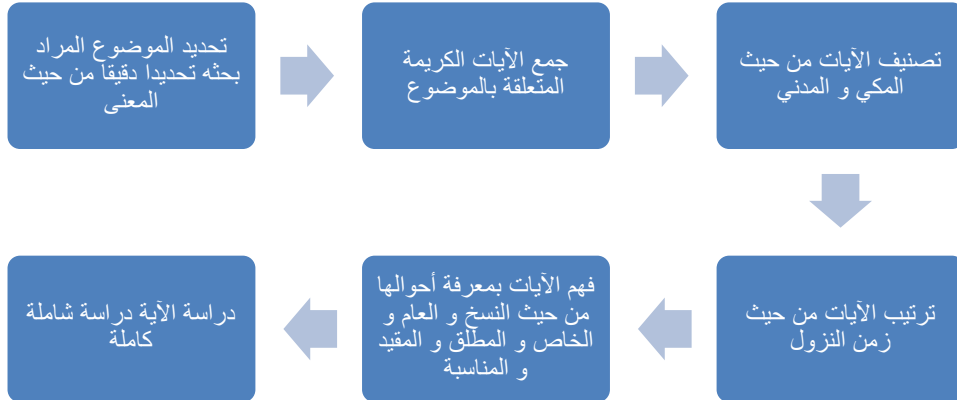 تحديد الموضوع المراد
بحثه تحديدا دقيقا من حيث
المعنى
جمع الآيات الكريمة
المتعلقة بالموضوع
تصنيف الآيات من حيث
المكي و المدني
ترتيب الآيات من حيث
زمن النزول
فهم الآيات بمعرفة أحوالها
من حيث النسخ و العام و
الخاص و المطلق و المقيد
و المناسبة
دراسة الآية دراسة شاملة
كاملة